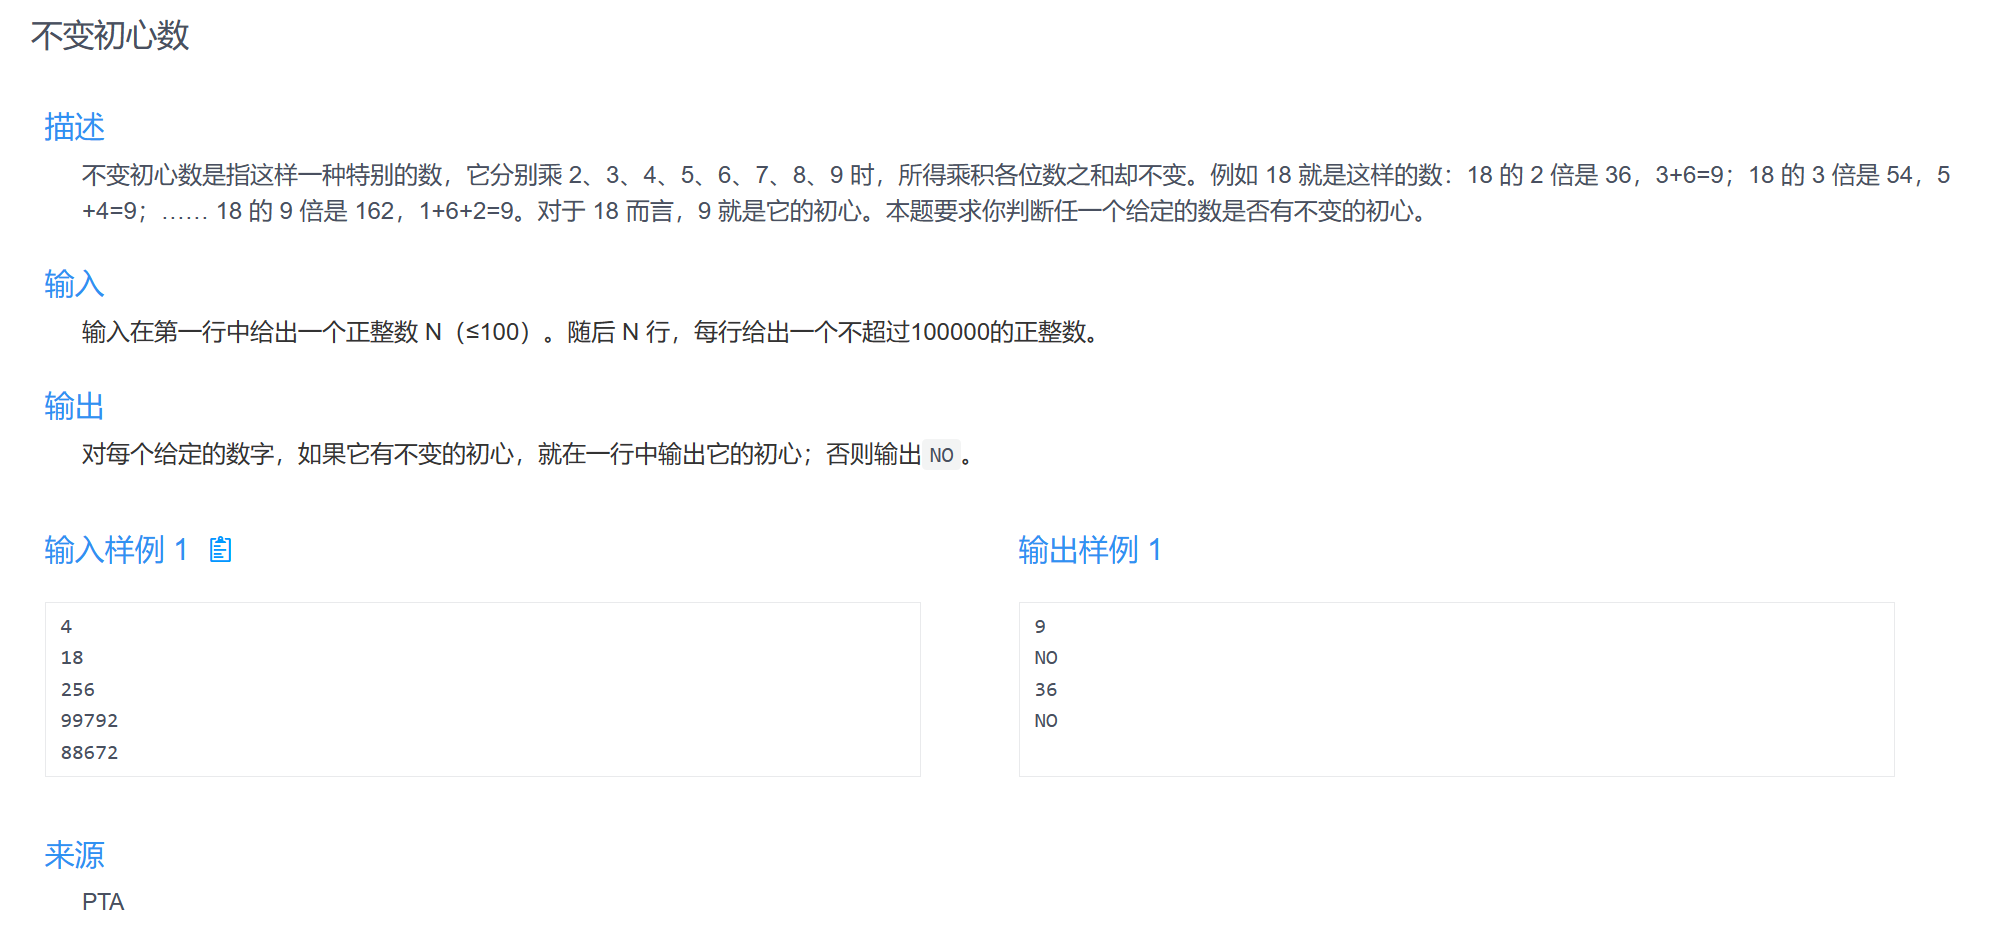 不变初心数
描述
不变初心数是指这样一种特别的数，它分别乘 2、3、4、5、6、7、8、9 时，所得乘积各位数之和却不变。例如 18 就是这样的数：18 的 2 倍是 36，3+6=9；18 的 3 倍是 54，5
+4=9；…… 18 的 9 倍是 162，1+6+2=9。对于 18 而言，9 就是它的初心。本题要求你判断任一个给定的数是否有不变的初心。
输入
输入在第一行中给出一个正整数 N（≤100）。随后 N 行，每行给出一个不超过100000的正整数。
输出
对每个给定的数字，如果它有不变的初心，就在一行中输出它的初心；否则输出 NO 。
输入样例 1
4
18
256
99792
88672
输出样例 1
9
NO
36
NO
来源
PTA